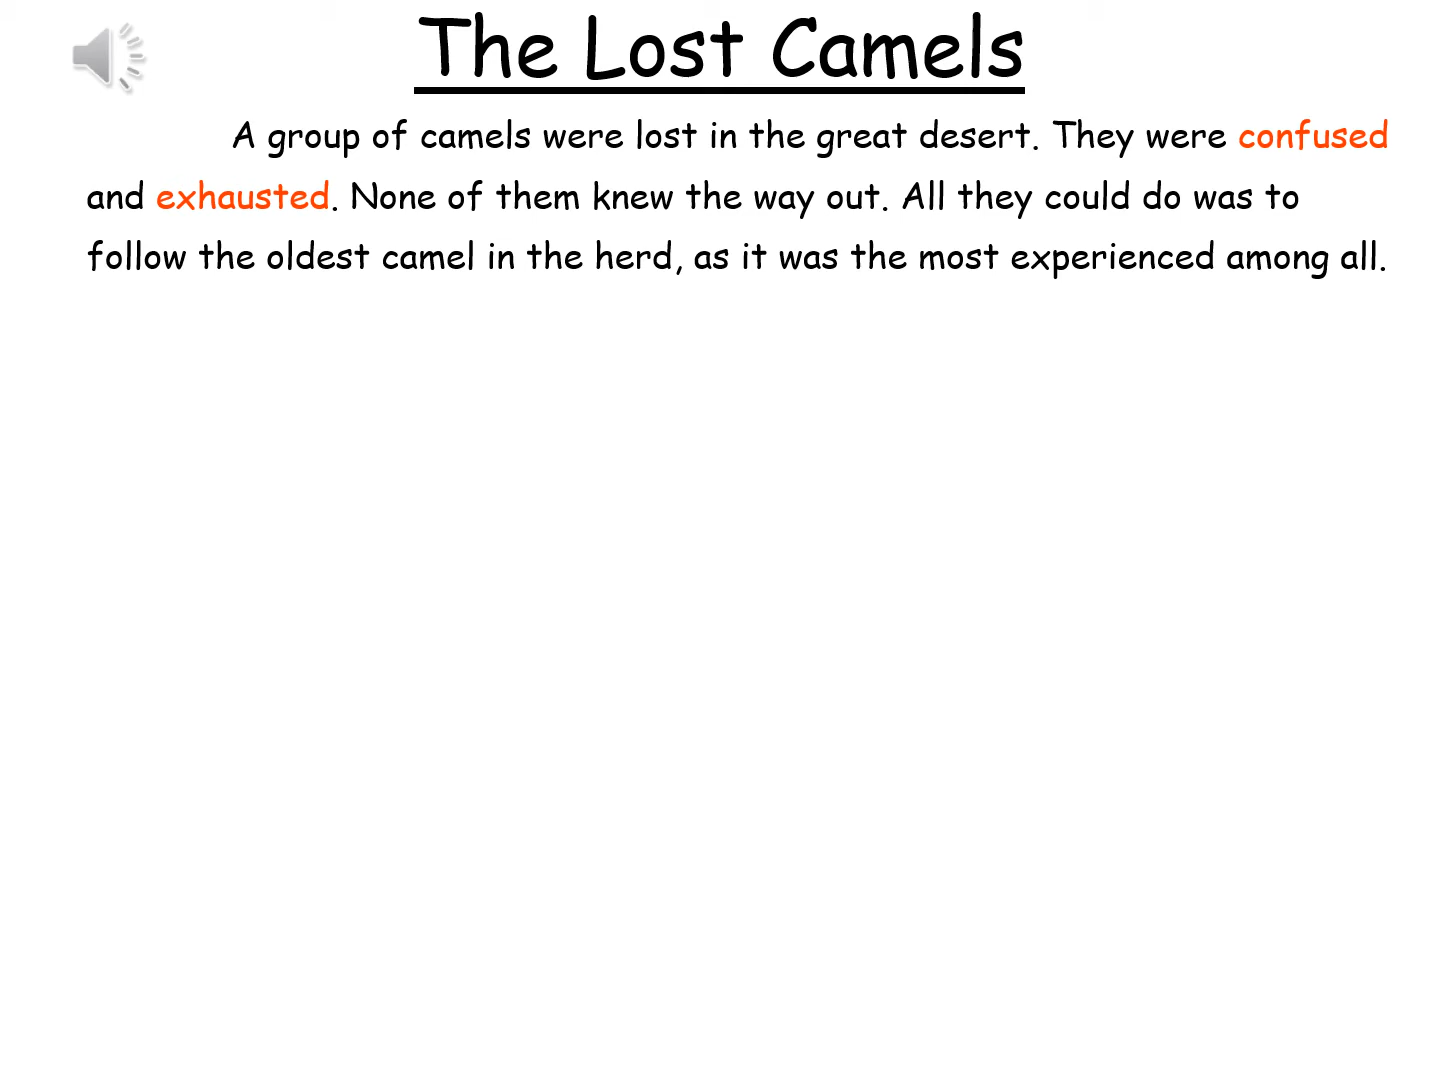 The Lost Camels
A group of camels were lost in the great desert. They were confused
and exhausted. None of them knew the way out. All they could do was to
follow the oldest camel in the herd, as it was the most experienced among all.